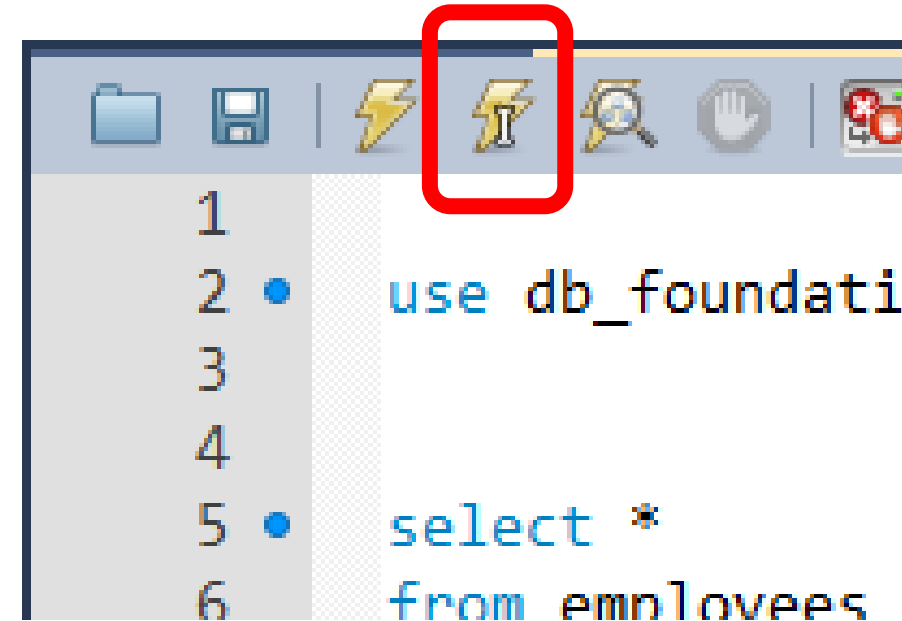 1
2 use db_foundati
3
4
5 select *
6 from employees